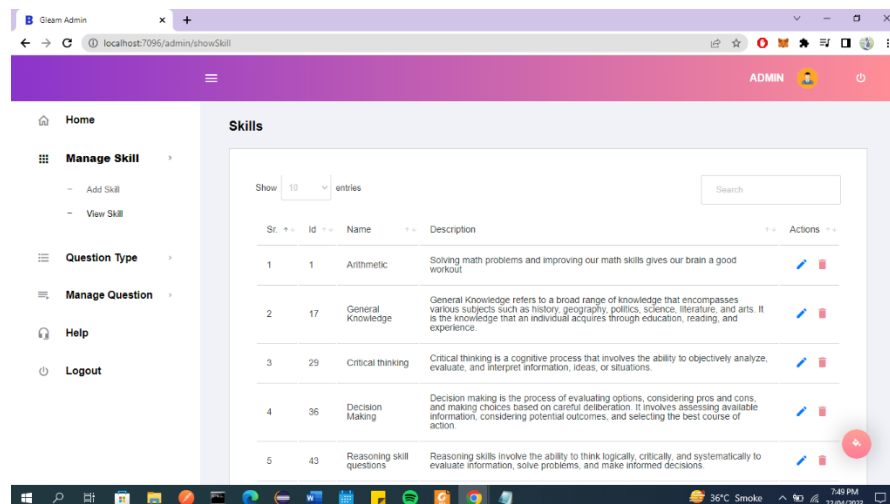 Gleam Admin
localhost:7096/admin/showSkill
ADMIN
Home
Manage Skill
Add Skill
View Skill
Question Type
Manage Question
Help
Logout
Skills
Show 10 entries
Search
Sr. Id Name Description Actions
1 1 Arithmetic Solving math problems and improving our math skills gives our brain a good
workout
2 17 General
Knowledge
General Knowledge refers to a broad range of knowledge that encompasses
various subjects such as history, geography, politics, science, literature, and arts. It
is the knowledge that an individual acquires through education, reading, and
experience.
3 29 Critical thinking Critical thinking is a cognitive process that involves the ability to objectively analyze,
evaluate, and interpret information, ideas, or situations.
4 36 Decision
Making
Decision making is the process of evaluating options, considering pros and cons,
and making choices based on careful deliberation. It involves assessing available
information, considering potential outcomes, and selecting the best course of
action.
5 43 Reasoning skill
questions
Reasoning skills involve the ability to think logically, critically, and systematically to
evaluate information, solve problems, and make informed decisions.
36°C Smoke
7:49 PM